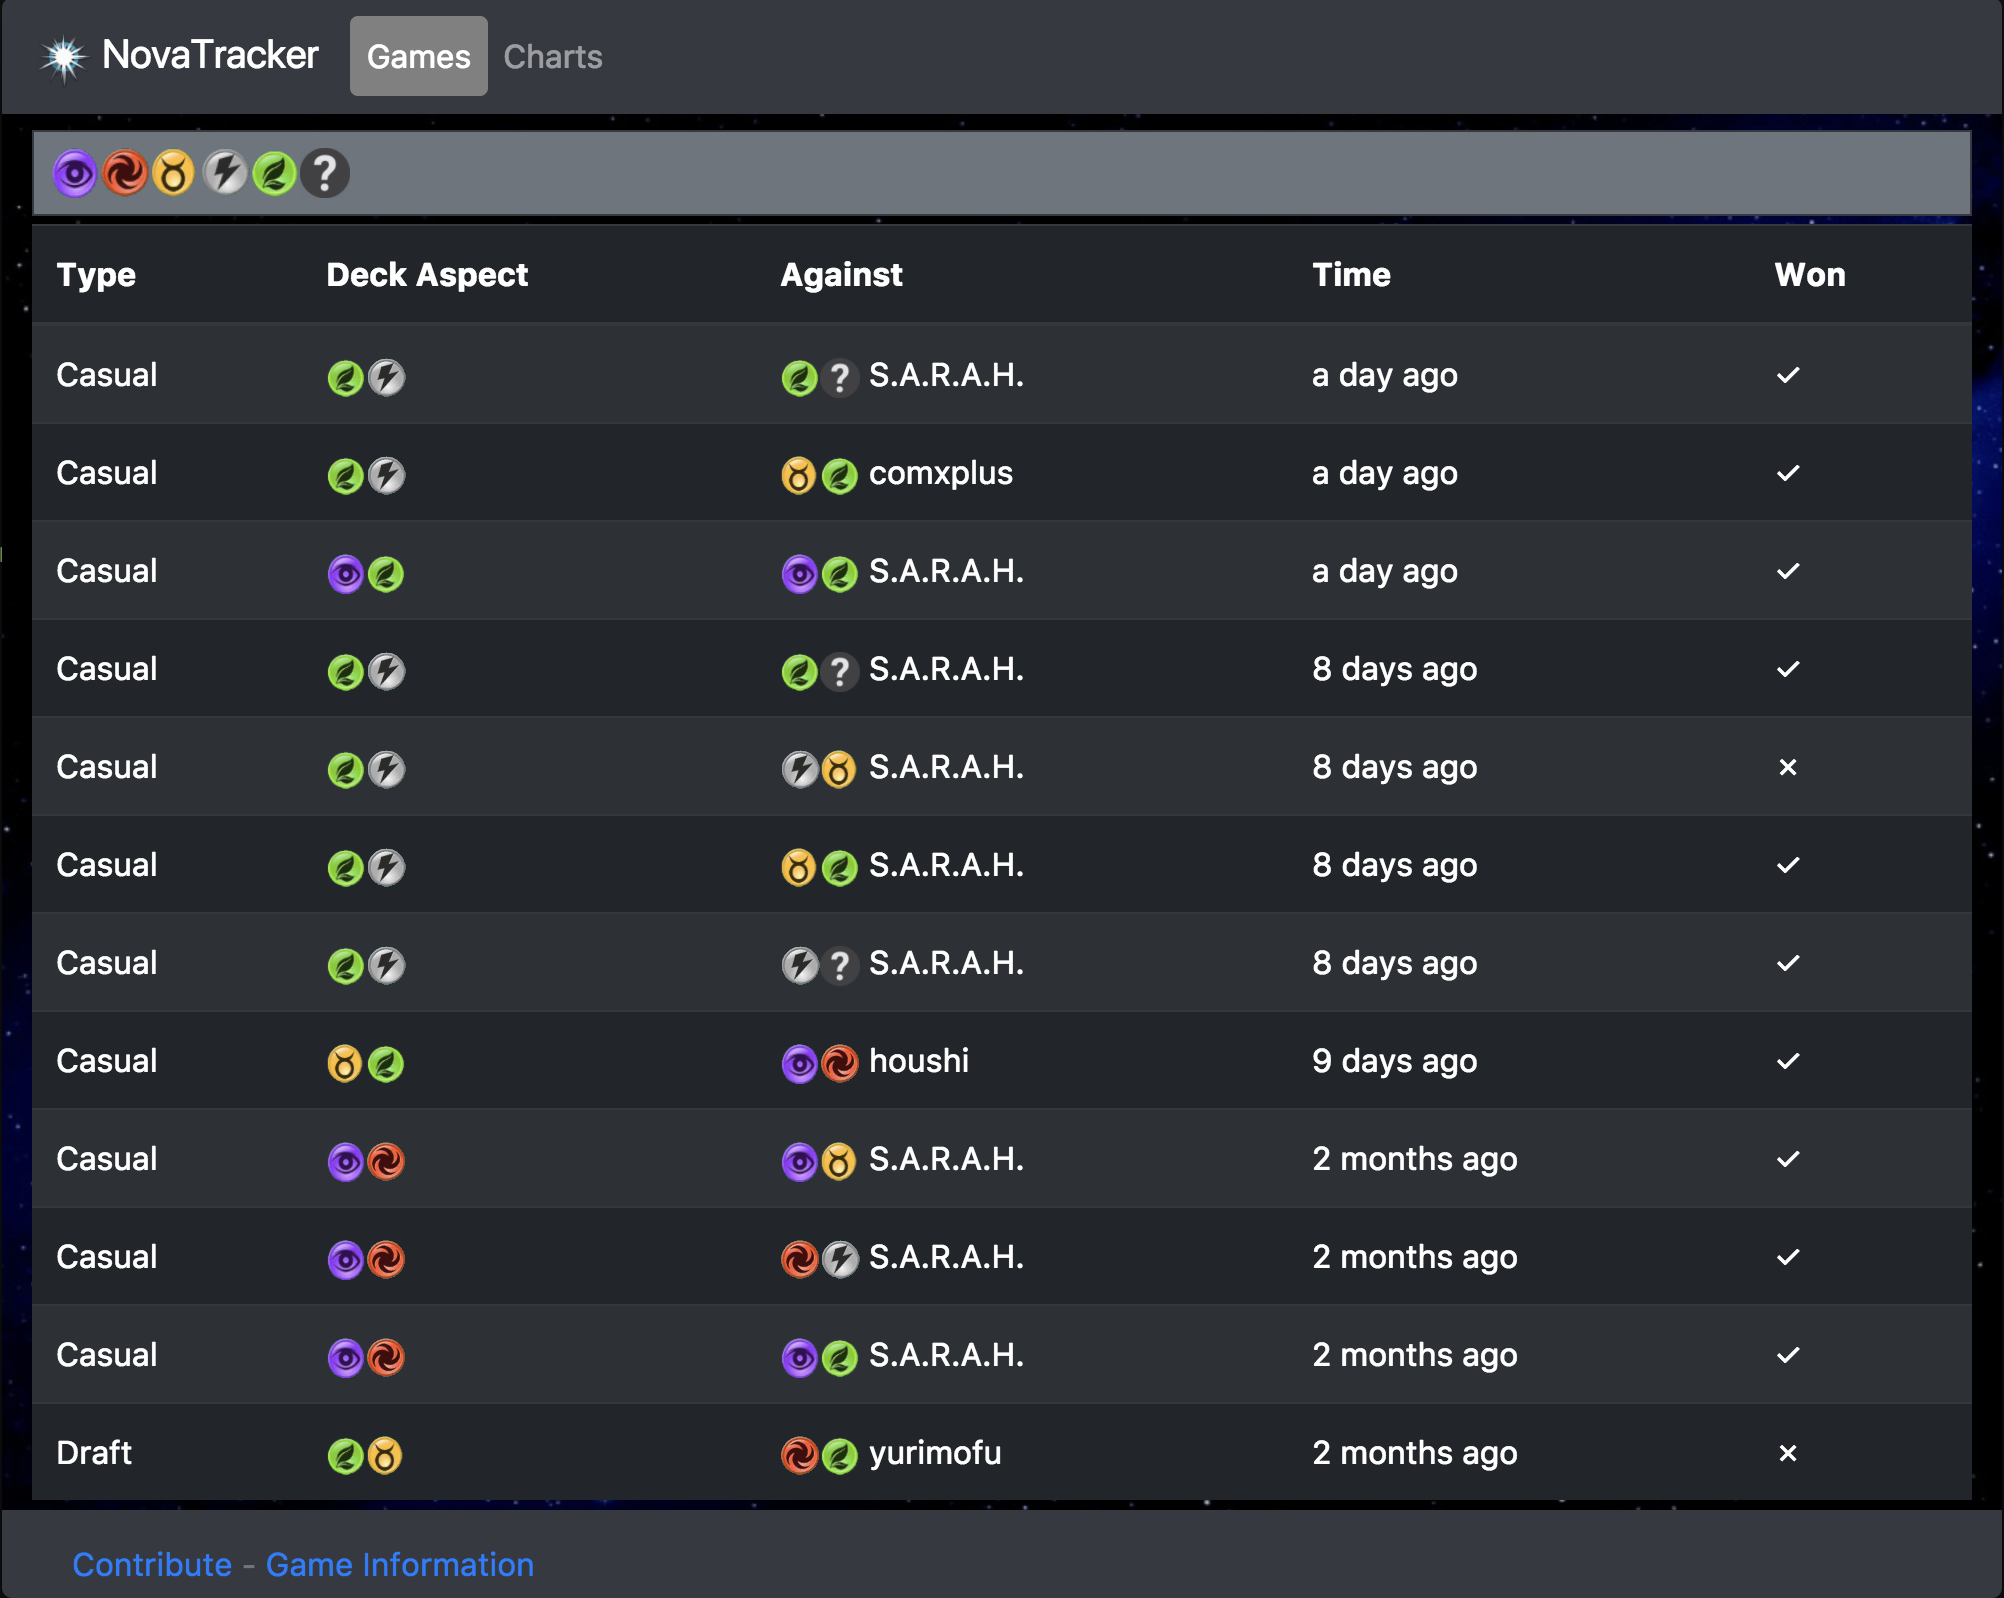 NovaTracker Games Charts
?
Type Deck Aspect Against Time Won
Casual ? S.A.R.A.H. a day ago ✓
Casual comxplus a day ago ✓
Casual S.A.R.A.H. a day ago ✓
Casual ? S.A.R.A.H. 8 days ago ✓
Casual S.A.R.A.H. 8 days ago ×
Casual S.A.R.A.H. 8 days ago ✓
Casual ? S.A.R.A.H. 8 days ago ✓
Casual houshi 9 days ago ✓
Casual S.A.R.A.H. 2 months ago ✓
Casual S.A.R.A.H. 2 months ago ✓
Casual S.A.R.A.H. 2 months ago ✓
Draft yurimofu 2 months ago ×
Contribute - Game Information